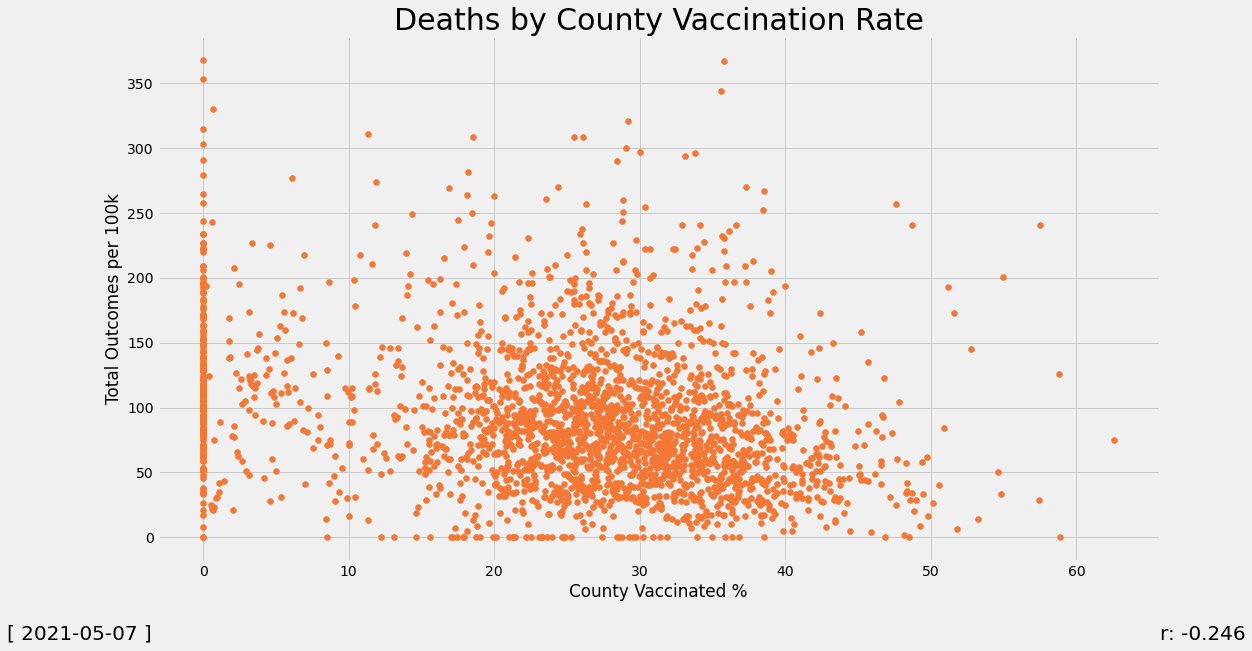 Deaths by County Vaccination Rate
Total Outcomes per 100k
350
300
250
200
150
100
50
0
0 10 20 30 40 50 60
County Vaccinated %
[ 2021-05-07 ]
r: -0.246